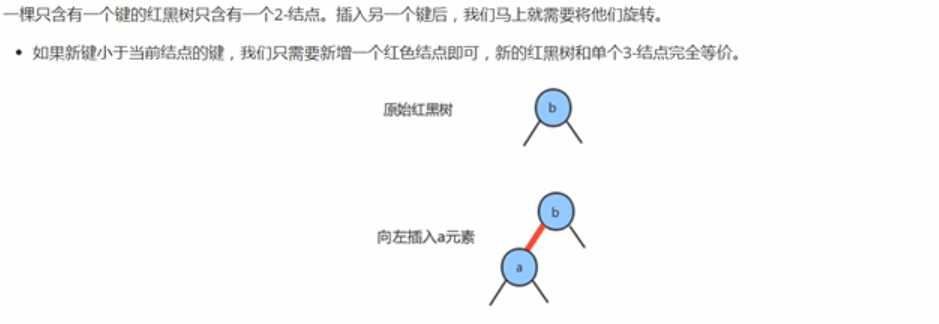 一棵只含有一个键的红黑树只含有一个2-结点。插入另一个键后，我们马上就需要将他们旋转。
• 如果新键小于当前结点的键，我们只需要新增一个红色结点即可，新的红黑树和单个3-结点完全等价。
原始红黑树
b
b
向左插入a元素
a